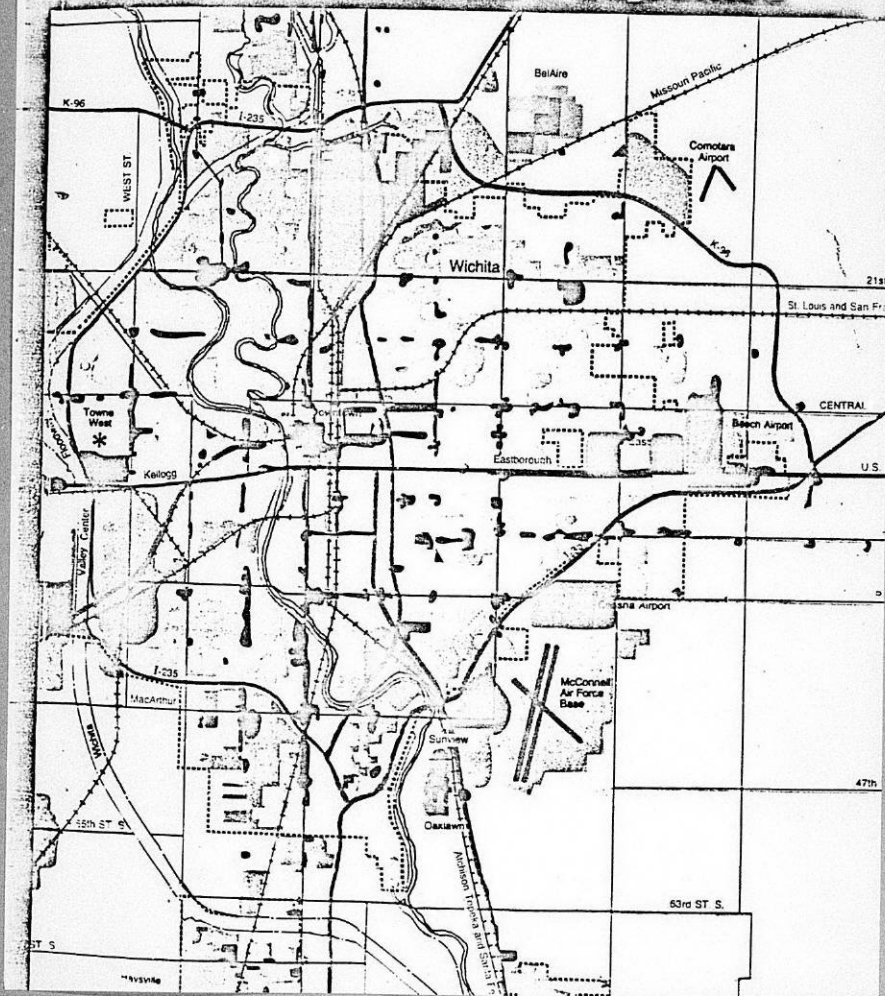 BelAire
Missouri Pacific
K-96
I-235
Comotara
Airport
WEST ST.
K-96
Wichita
21st
St. Louis and San Fr
CENTRAL
Towne
West
*
Beech Airport
Eastborough
Kellogg
U.S.
Valley Center
Cessna Airport
I-235
McConnell
Air Force
Base
MacArthur
Wichita
Sunview
47th
Oaklawn
55th ST. S.
Atchison Topeka and Santa Fe
63rd ST. S.
ST. S
Haysville